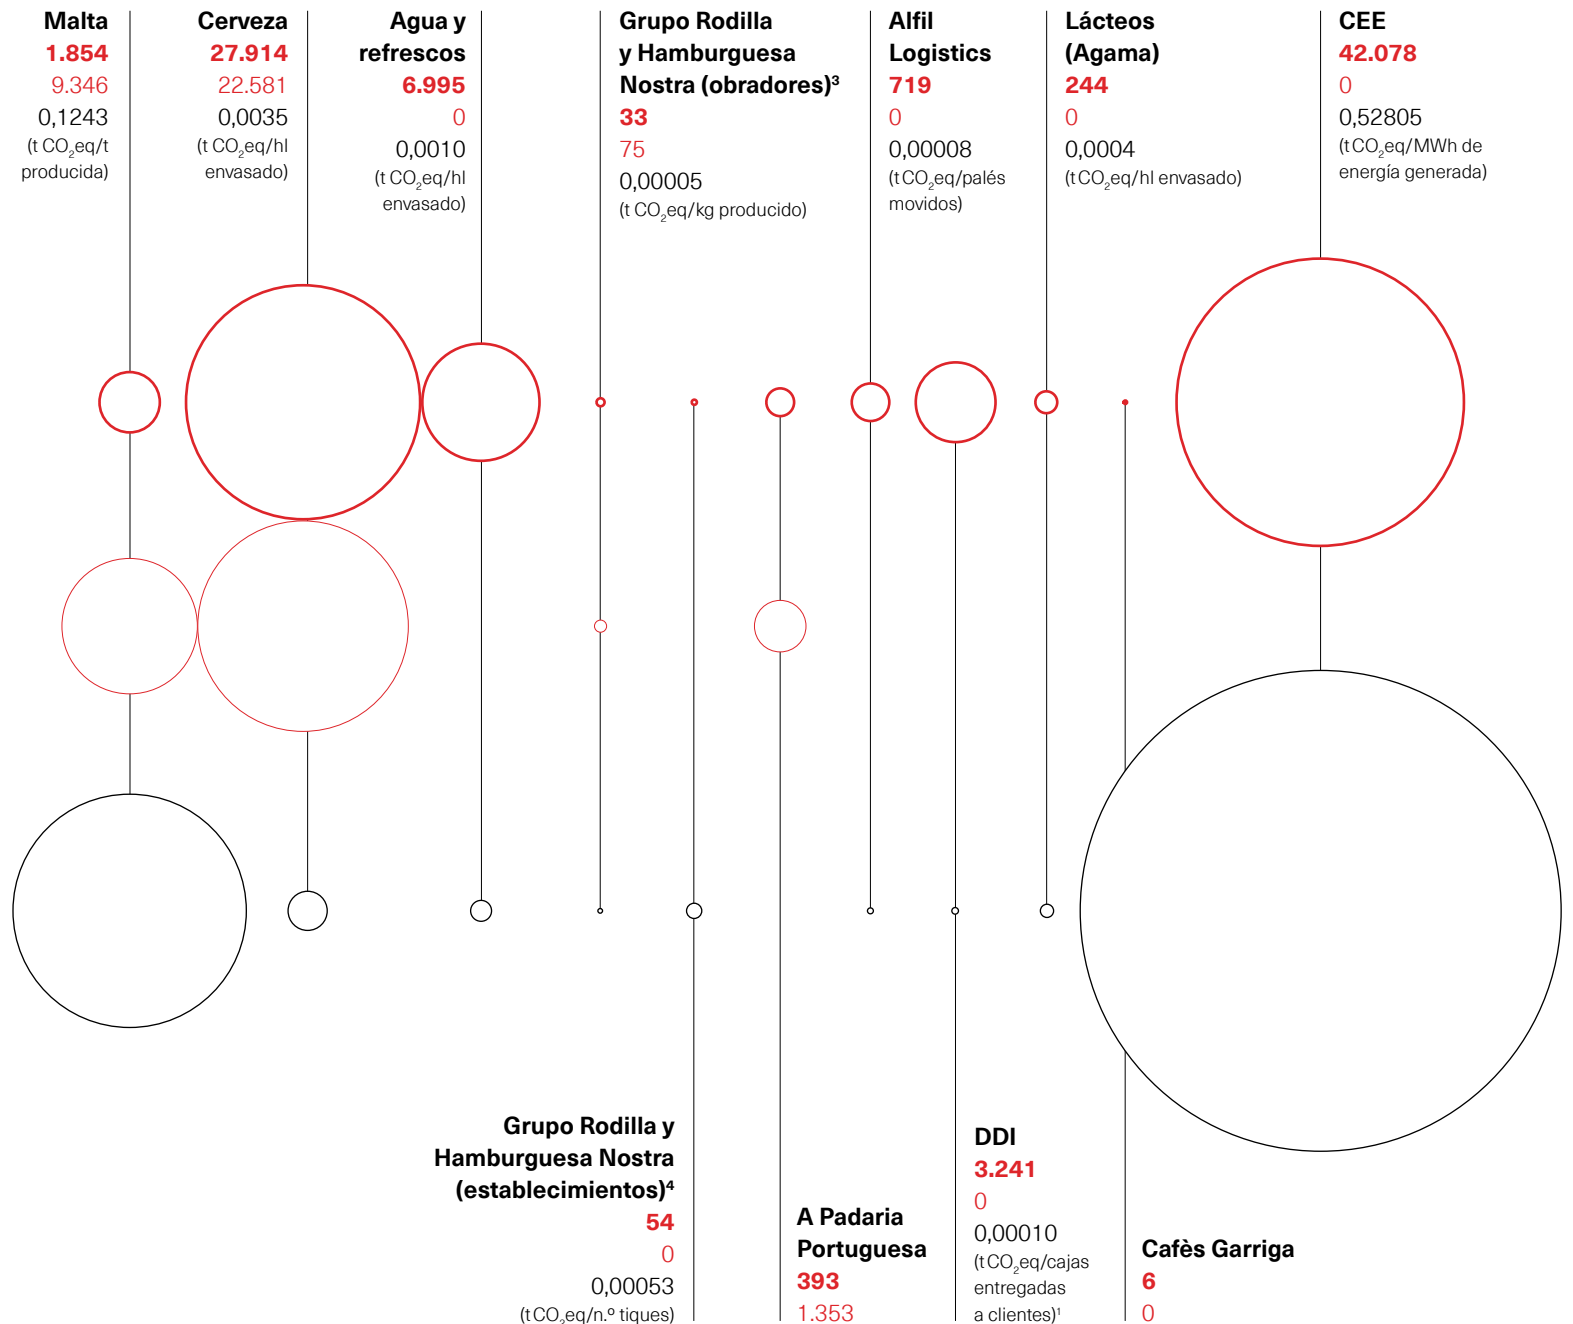 Malta
1.854
9.346
0,1243
(t CO₂eq/t
producida)
Cerveza
27.914
22.581
0,0035
(t CO₂eq/hl
envasado)
Agua y
refrescos
6.995
0
0,0010
(t CO₂eq/hl
envasado)
Grupo Rodilla
y Hamburguesa
Nostra (obradores)³
33
75
0,00005
(t CO₂eq/kg producido)
Alfil
Logistics
719
0
0,00008
(t CO₂eq/palés
movidos)
Lácteos
(Agama)
244
0
0,0004
(t CO₂eq/hl envasado)
CEE
42.078
0
0,52805
(t CO₂eq/MWh de
energía generada)
Grupo Rodilla y
Hamburguesa Nostra
(establecimientos)⁴
54
0
0,00053
(t CO₂eq/n.º tiques)
A Padaria
Portuguesa
393
1.353
DDI
3.241
0
0,00010
(t CO₂eq/cajas
entregadas
a clientes)¹
Cafès Garriga
6
0